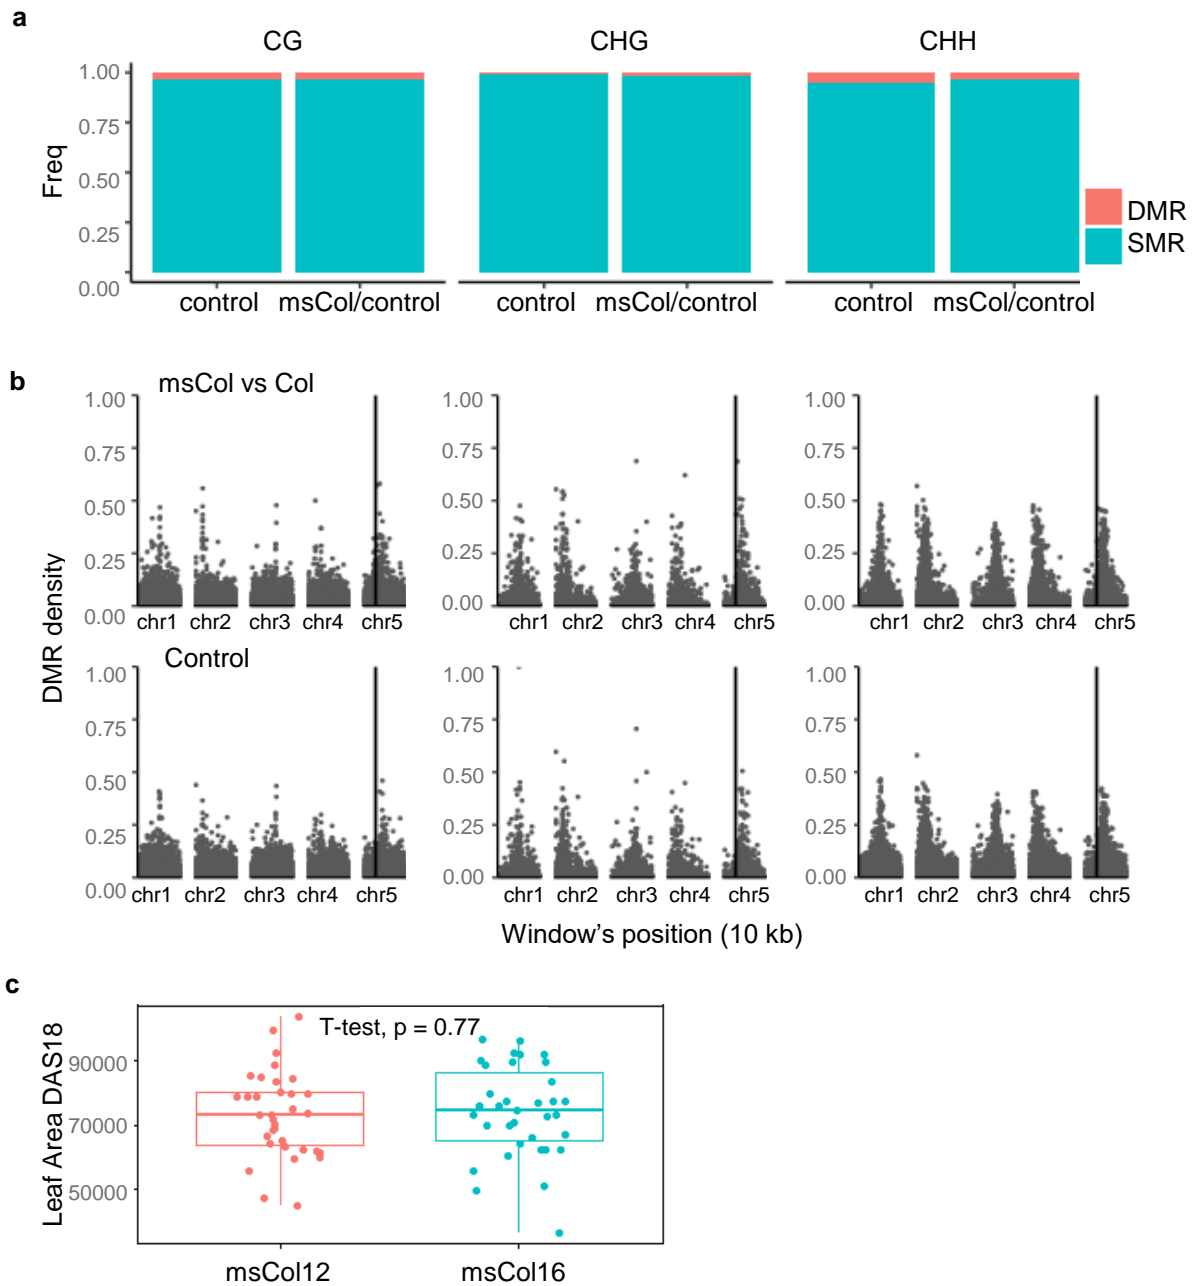 a
CG
CHG
CHH
1.00
0.75
0.50
0.25
0.00
Freq
control
msCol/control
control
msCol/control
control
msCol/control
DMR
SMR
b
msCol vs Col
1.00
0.75
0.50
0.25
0.00
1.00
0.75
0.50
0.25
0.00
1.00
0.75
0.50
0.25
0.00
chr1 chr2 chr3 chr4 chr5
chr1 chr2 chr3 chr4 chr5
chr1 chr2 chr3 chr4 chr5
DMR density
Control
1.00
0.75
0.50
0.25
0.00
1.00
0.75
0.50
0.25
0.00
1.00
0.75
0.50
0.25
0.00
chr1 chr2 chr3 chr4 chr5
chr1 chr2 chr3 chr4 chr5
chr1 chr2 chr3 chr4 chr5
Window’s position (10 kb)
c
T-test, p = 0.77
Leaf Area DAS18
90000
70000
50000
msCol12
msCol16